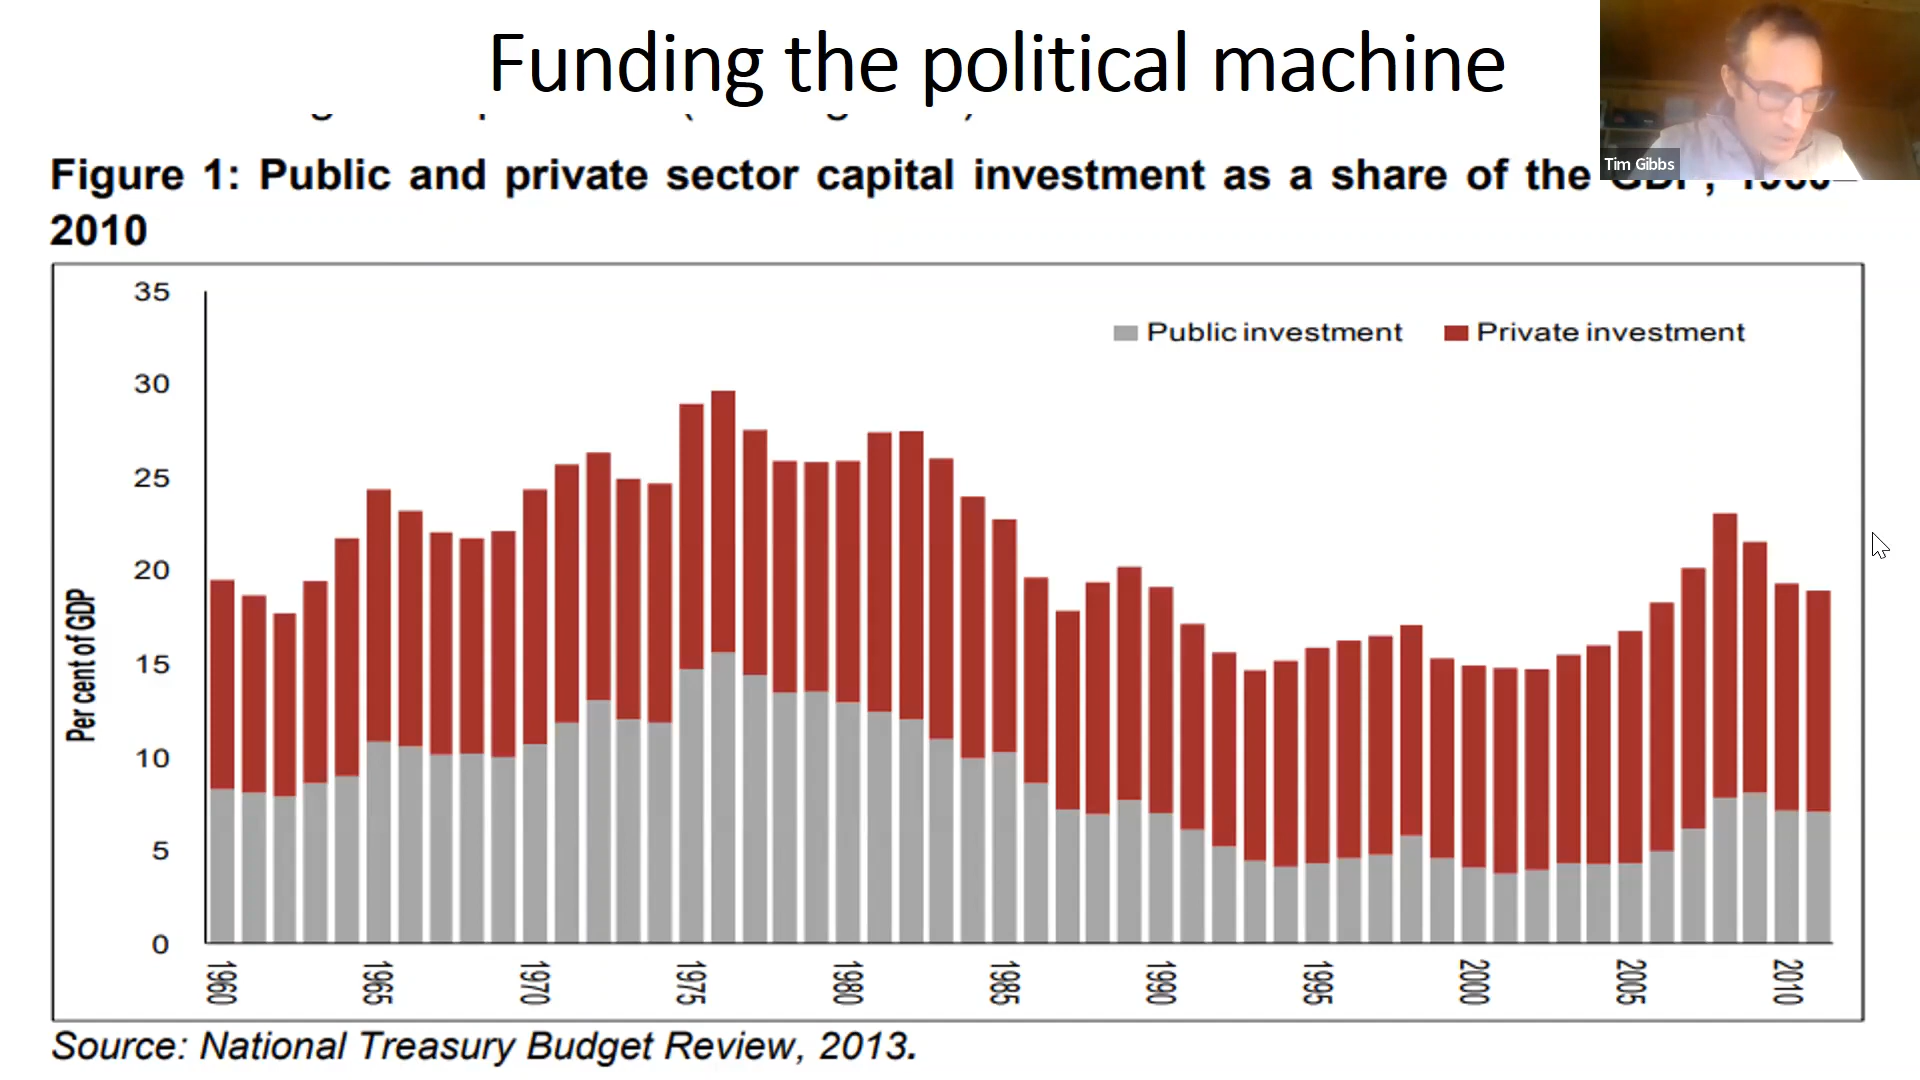 Funding the political machine
Tim Gibbs
Figure 1: Public and private sector capital investment as a share of the GDP, 1960–
2010
35
30
25
20
15
10
5
0
Per cent of GDP
Public investment
Private investment
1960
1965
1970
1975
1980
1985
1990
1995
2000
2005
2010
Source: National Treasury Budget Review, 2013.